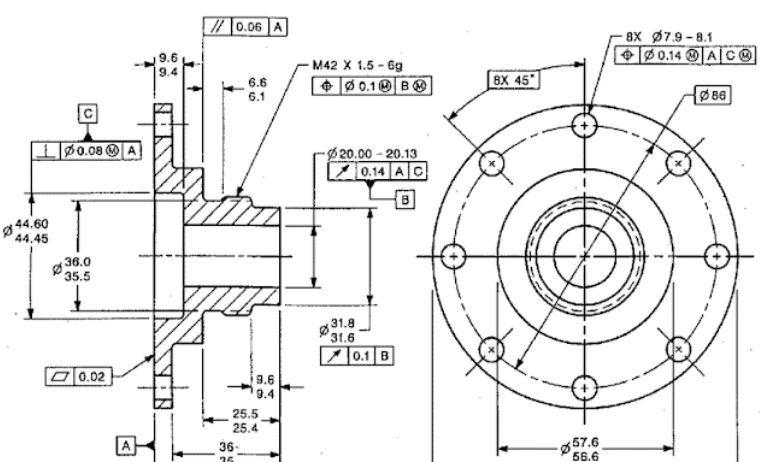 // 0.06 A
9.6
9.4
6.6
6.1
M42 X 1.5 - 6g
⌖ Ø 0.1 Ⓜ B Ⓜ
8X Ø7.9 - 8.1
⌖ Ø 0.14 Ⓜ A C Ⓜ
8X 45°
Ø86
C
⊥ Ø 0.08 Ⓜ A
Ø20.00 - 20.13
↗ 0.14 A C
B
Ø 44.60
44.45
Ø 36.0
35.5
Ø 31.8
31.6
↗ 0.1 B
⏥ 0.02
9.6
9.4
25.5
25.4
A
36
Ø 57.6
56.6